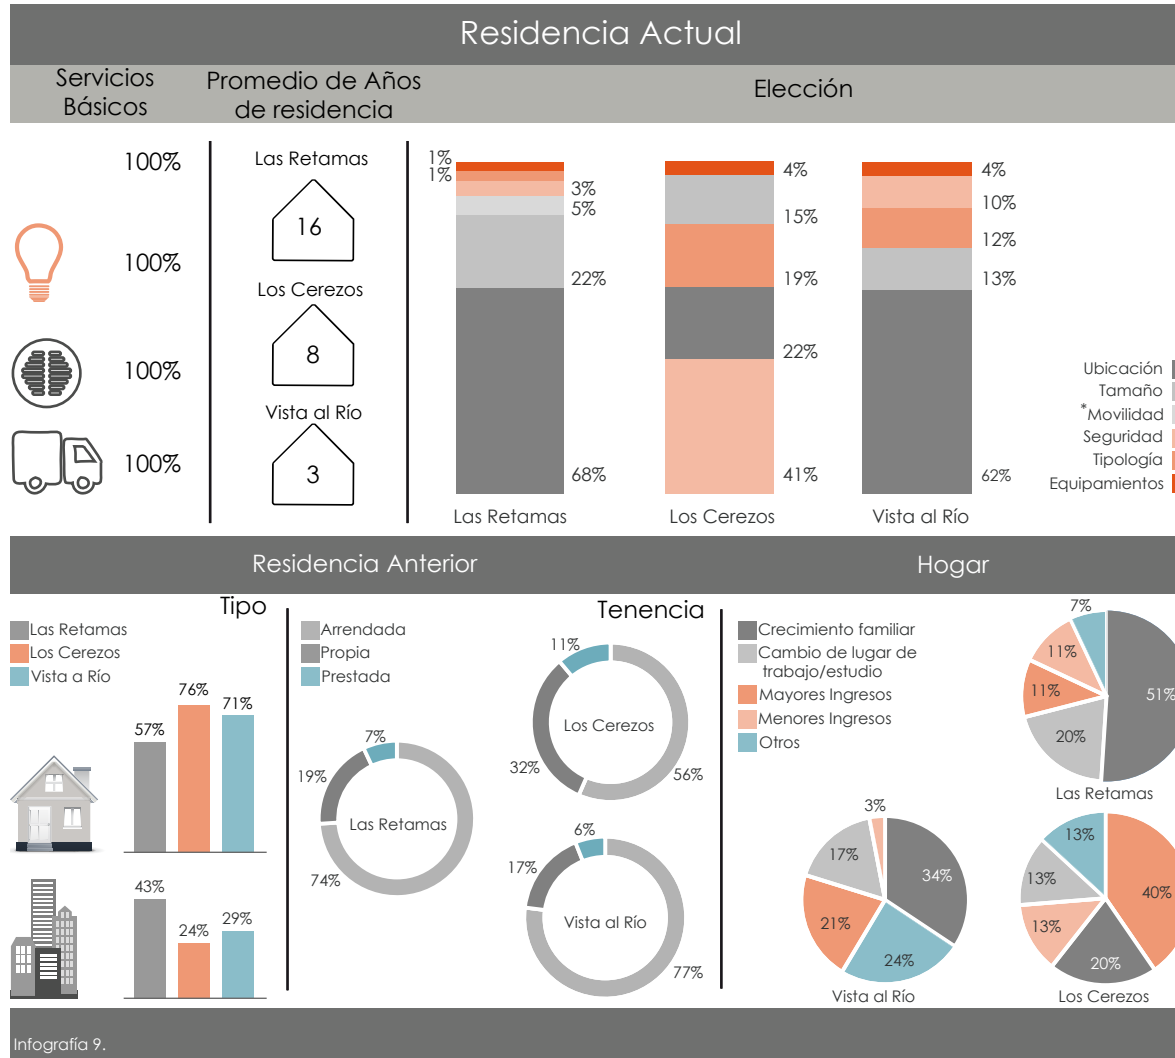 Residencia Actual
Servicios
Básicos
Promedio de Años
de residencia
Elección
100%
100%
100%
100%
Las Retamas
16
Los Cerezos
8
Vista al Río
3
1%
1%
3%
5%
22%
68%
Las Retamas
4%
15%
19%
22%
41%
Los Cerezos
4%
10%
12%
13%
62%
Vista al Río
Ubicación
Tamaño
*Movilidad
Seguridad
Tipología
Equipamientos
Residencia Anterior
Hogar
Tipo
Las Retamas
Los Cerezos
Vista a Río
57%
76%
71%
43%
24%
29%
Tenencia
Arrendada
Propia
Prestada
7%
19%
74%
Las Retamas
11%
32%
56%
Los Cerezos
6%
17%
77%
Vista al Río
Crecimiento familiar
Cambio de lugar de
trabajo/estudio
Mayores Ingresos
Menores Ingresos
Otros
7%
11%
11%
20%
51%
Las Retamas
3%
17%
21%
24%
34%
Vista al Río
13%
13%
13%
20%
40%
Los Cerezos
Infografía 9.